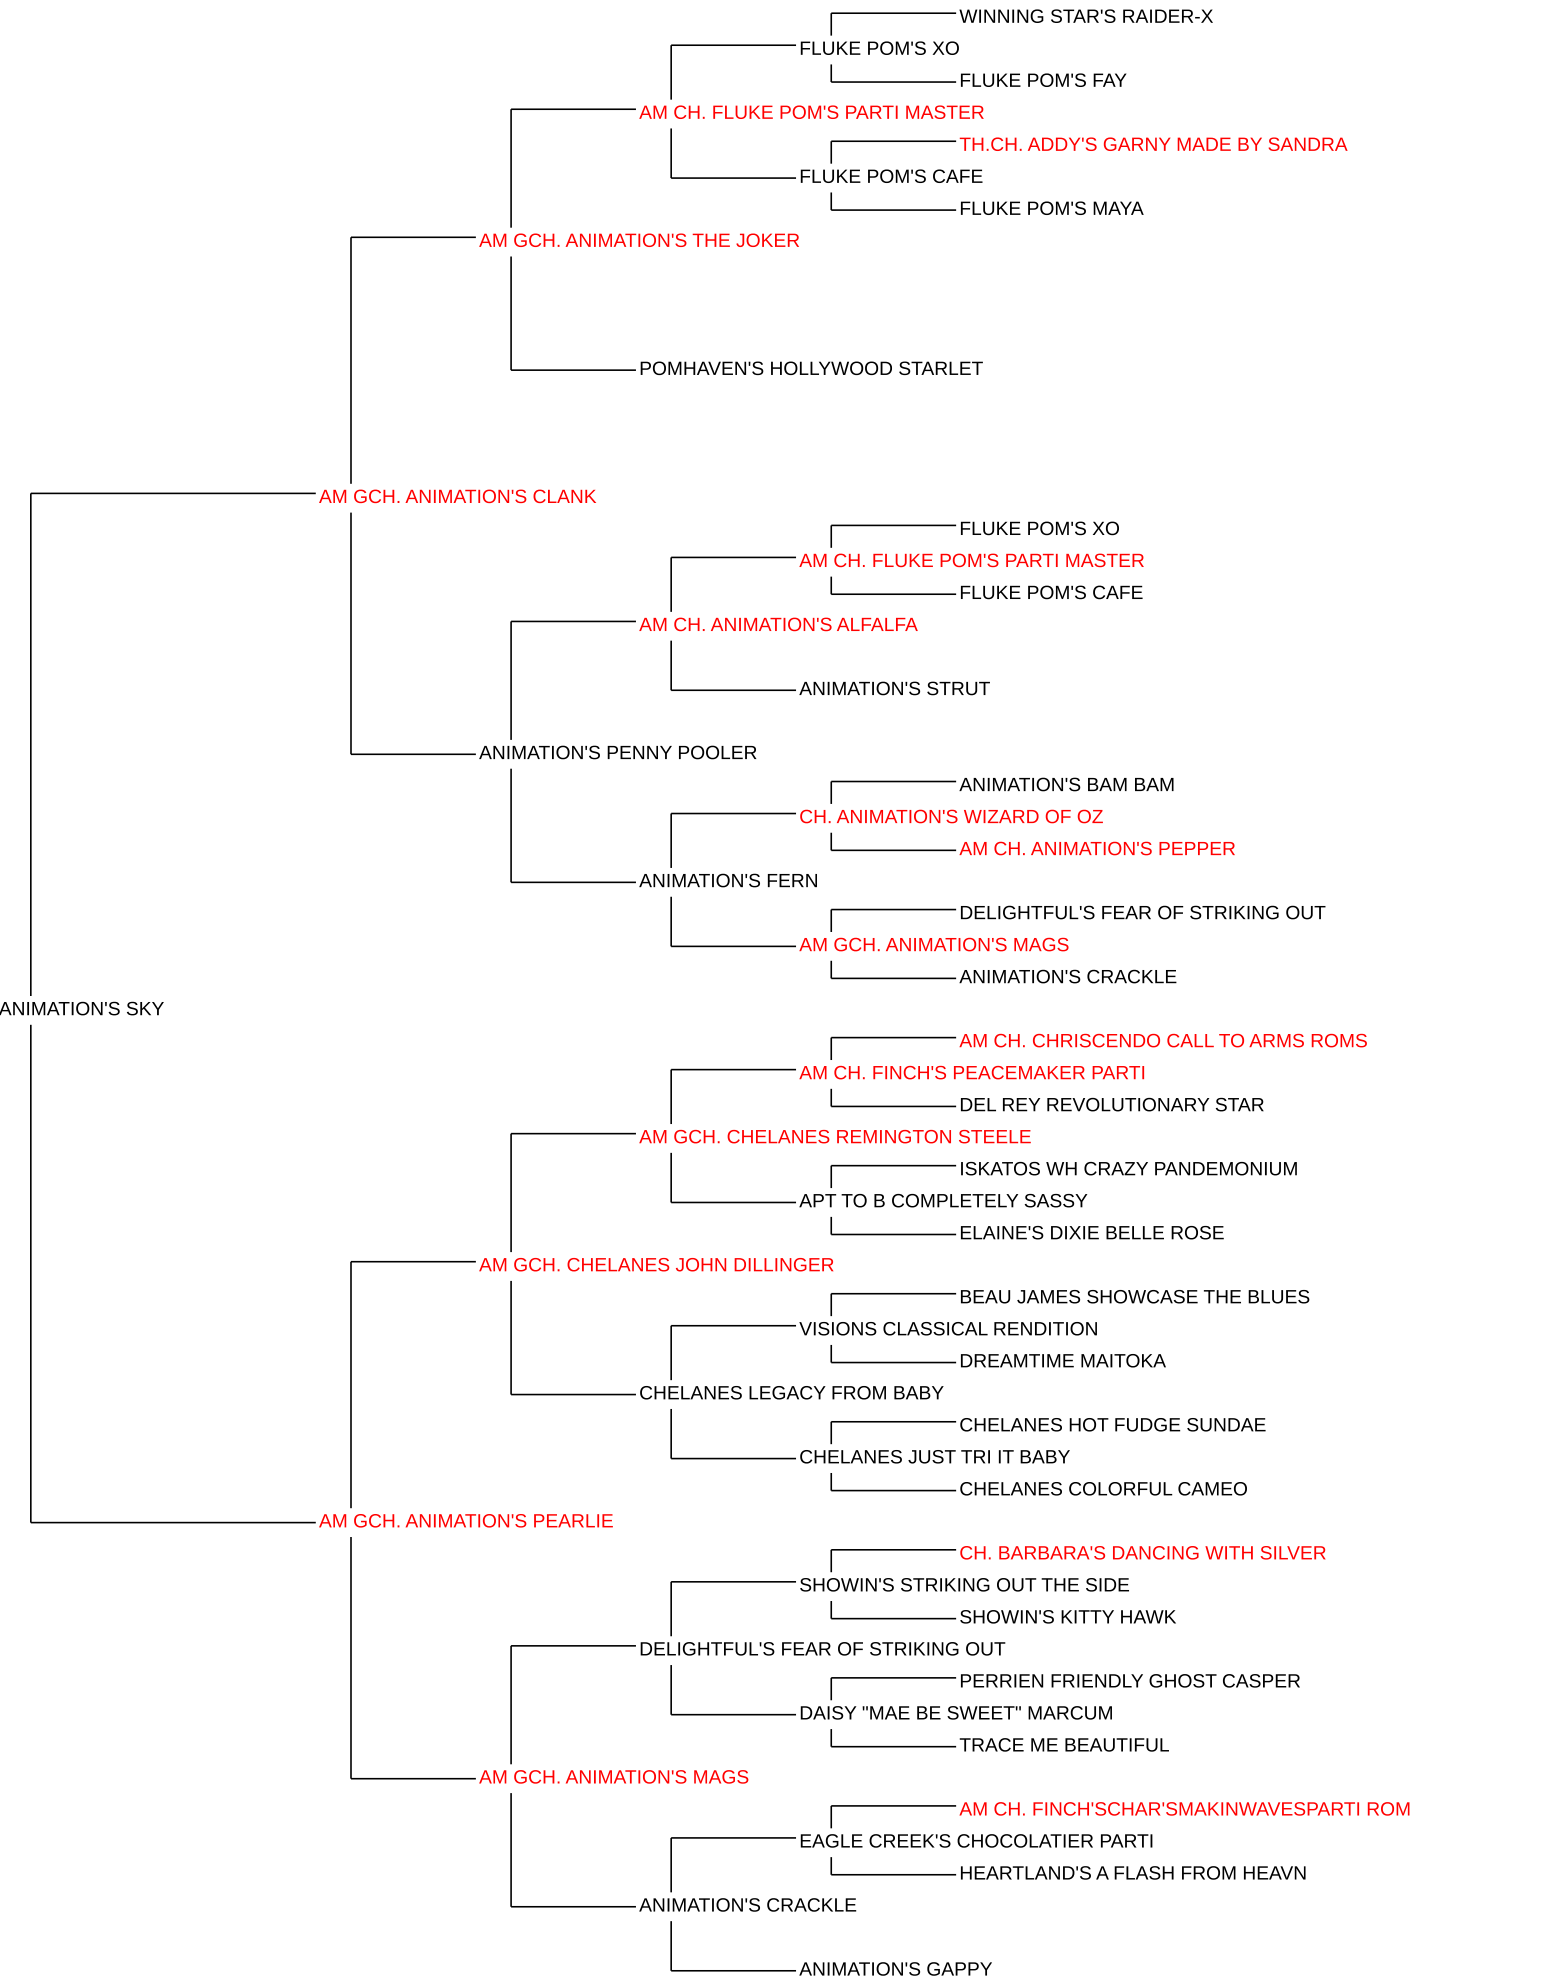 WINNING STAR'S RAIDER-X
FLUKE POM'S XO
FLUKE POM'S FAY
AM CH. FLUKE POM'S PARTI MASTER
TH.CH. ADDY'S GARNY MADE BY SANDRA
FLUKE POM'S CAFE
FLUKE POM'S MAYA
AM GCH. ANIMATION'S THE JOKER
POMHAVEN'S HOLLYWOOD STARLET
AM GCH. ANIMATION'S CLANK
FLUKE POM'S XO
AM CH. FLUKE POM'S PARTI MASTER
FLUKE POM'S CAFE
AM CH. ANIMATION'S ALFALFA
ANIMATION'S STRUT
ANIMATION'S PENNY POOLER
ANIMATION'S BAM BAM
CH. ANIMATION'S WIZARD OF OZ
AM CH. ANIMATION'S PEPPER
ANIMATION'S FERN
DELIGHTFUL'S FEAR OF STRIKING OUT
AM GCH. ANIMATION'S MAGS
ANIMATION'S CRACKLE
ANIMATION'S SKY
AM CH. CHRISCENDO CALL TO ARMS ROMS
AM CH. FINCH'S PEACEMAKER PARTI
DEL REY REVOLUTIONARY STAR
AM GCH. CHELANES REMINGTON STEELE
ISKATOS WH CRAZY PANDEMONIUM
APT TO B COMPLETELY SASSY
ELAINE'S DIXIE BELLE ROSE
AM GCH. CHELANES JOHN DILLINGER
BEAU JAMES SHOWCASE THE BLUES
VISIONS CLASSICAL RENDITION
DREAMTIME MAITOKA
CHELANES LEGACY FROM BABY
CHELANES HOT FUDGE SUNDAE
CHELANES JUST TRI IT BABY
CHELANES COLORFUL CAMEO
AM GCH. ANIMATION'S PEARLIE
CH. BARBARA'S DANCING WITH SILVER
SHOWIN'S STRIKING OUT THE SIDE
SHOWIN'S KITTY HAWK
DELIGHTFUL'S FEAR OF STRIKING OUT
PERRIEN FRIENDLY GHOST CASPER
DAISY "MAE BE SWEET" MARCUM
TRACE ME BEAUTIFUL
AM GCH. ANIMATION'S MAGS
AM CH. FINCH'SCHAR'SMAKINWAVESPARTI ROM
EAGLE CREEK'S CHOCOLATIER PARTI
HEARTLAND'S A FLASH FROM HEAVN
ANIMATION'S CRACKLE
ANIMATION'S GAPPY